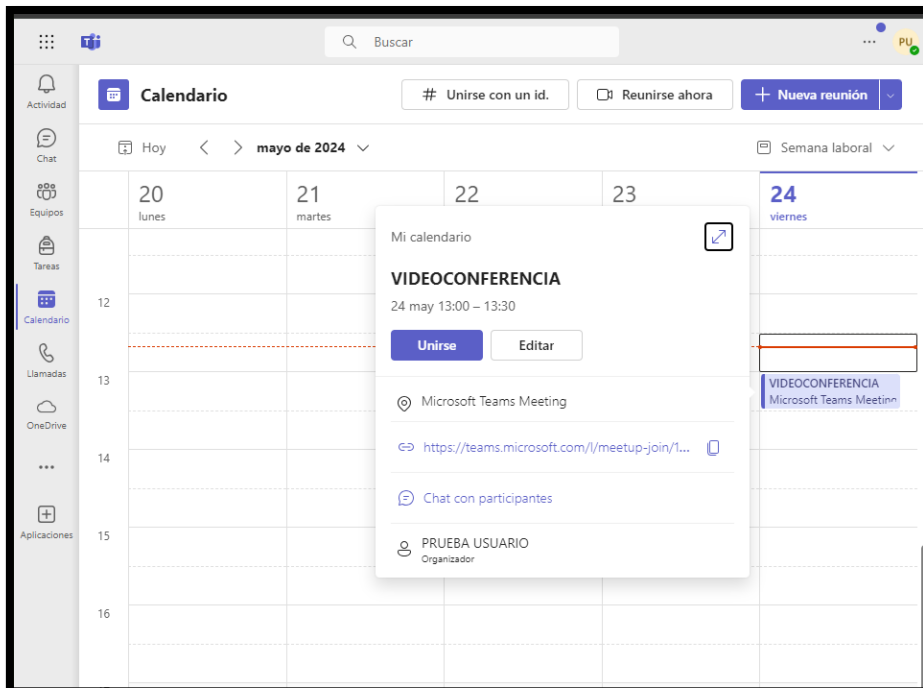 Buscar
PU
Actividad
Chat
Equipos
Tareas
Calendario
Llamadas
OneDrive
Aplicaciones
Calendario
# Unirse con un id.
Reunirse ahora
+ Nueva reunión
Hoy
mayo de 2024
Semana laboral
20
lunes
21
martes
22
23
24
viernes
12
13
14
15
16
Mi calendario
VIDEOCONFERENCIA
24 may 13:00 – 13:30
Unirse
Editar
Microsoft Teams Meeting
https://teams.microsoft.com/l/meetup-join/1...
Chat con participantes
PRUEBA USUARIO
Organizador
VIDEOCONFERENCIA
Microsoft Teams Meeting